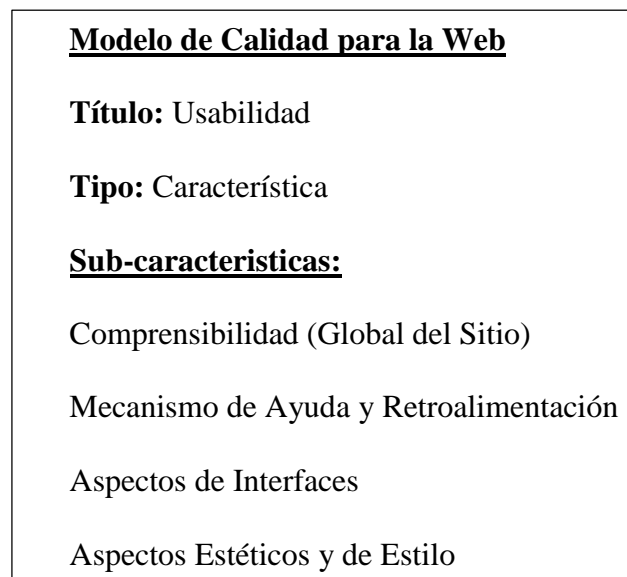 Modelo de Calidad para la Web
Título: Usabilidad
Tipo: Característica
Sub-caracteristicas:
Comprensibilidad (Global del Sitio)
Mecanismo de Ayuda y Retroalimentación
Aspectos de Interfaces
Aspectos Estéticos y de Estilo